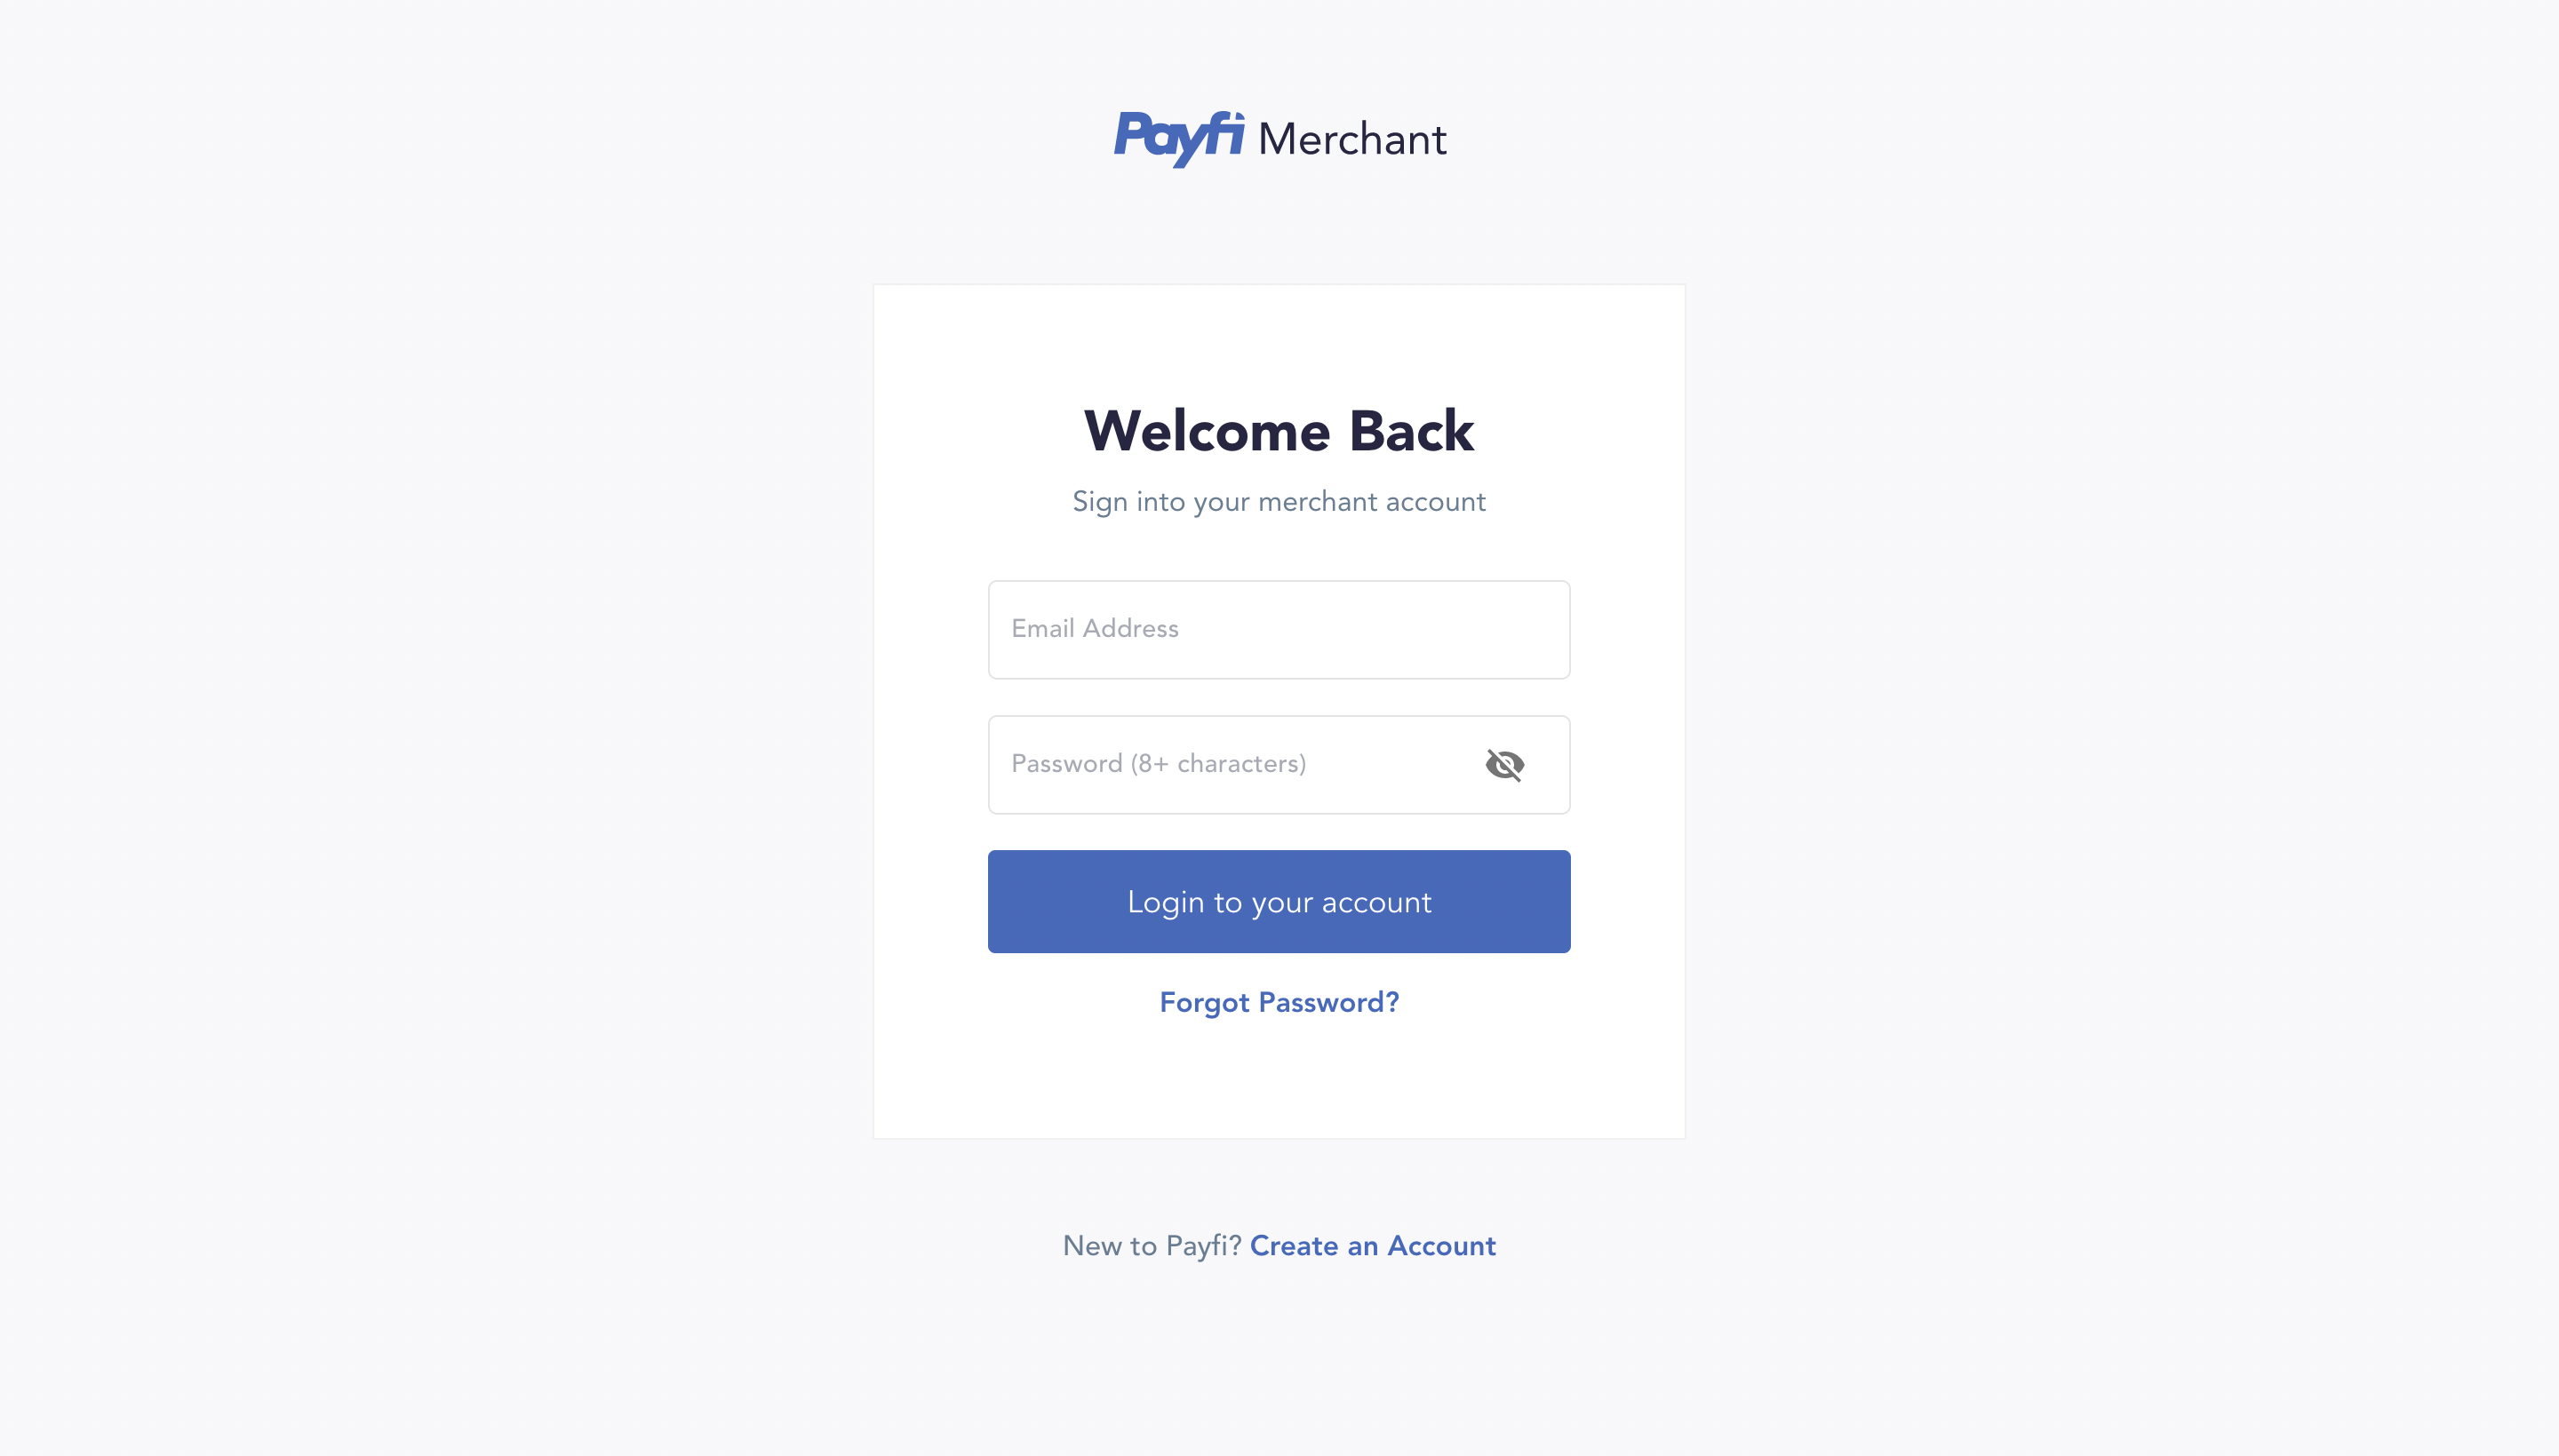 Payfi Merchant
Welcome Back
Sign into your merchant account
Email Address
Password (8+ characters)
Login to your account
Forgot Password?
New to Payfi? Create an Account